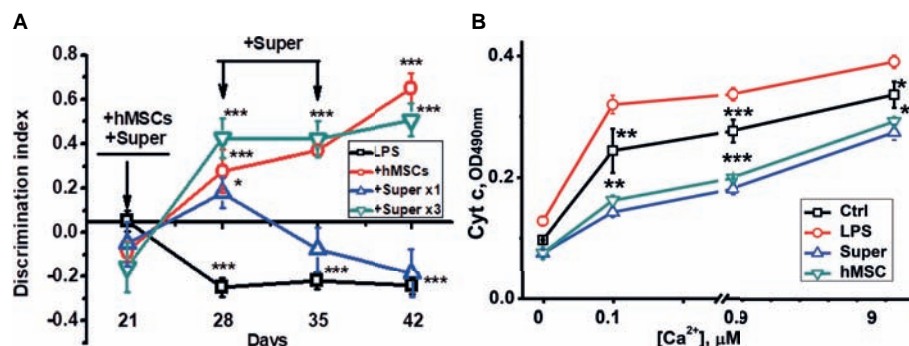 A
Discrimination index
0.8
0.6
0.4
0.2
0.0
-0.2
-0.4
21 28 35 42
Days
+hMSCs
+Super
+Super
***
***
***
***
***
***
*
***
***
***
LPS
+hMSCs
+Super x1
+Super x3
B
Cyt c, OD490nm
0.4
0.2
0.0
0 0.1 0.9 9
[Ca²⁺], µM
**
***
*
**
***
*
Ctrl
LPS
Super
hMSC